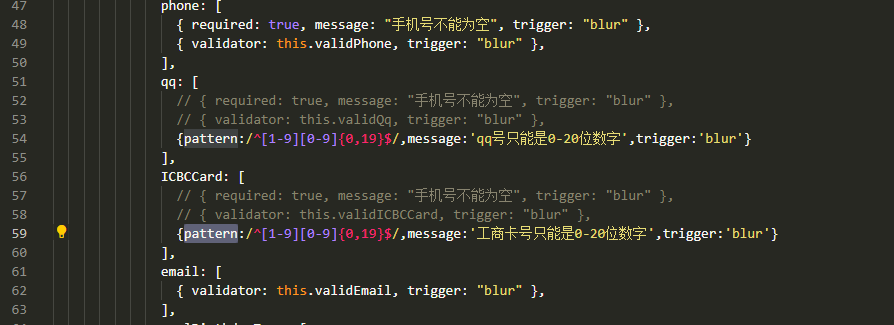 47 phone: [
48 { required: true, message: "手机号不能为空", trigger: "blur" },
49 { validator: this.validPhone, trigger: "blur" },
50 ],
51 qq: [
52 // { required: true, message: "手机号不能为空", trigger: "blur" },
53 // { validator: this.validQq, trigger: "blur" },
54 {pattern:/^[1-9][0-9]{0,19}$/,message:'qq号只能是0-20位数字',trigger:'blur'}
55 ],
56 ICBCCard: [
57 // { required: true, message: "手机号不能为空", trigger: "blur" },
58 // { validator: this.validICBCCard, trigger: "blur" },
59 {pattern:/^[1-9][0-9]{0,19}$/,message:'工商卡号只能是0-20位数字',trigger:'blur'}
60 ],
61 email: [
62 { validator: this.validEmail, trigger: "blur" },
63 ],